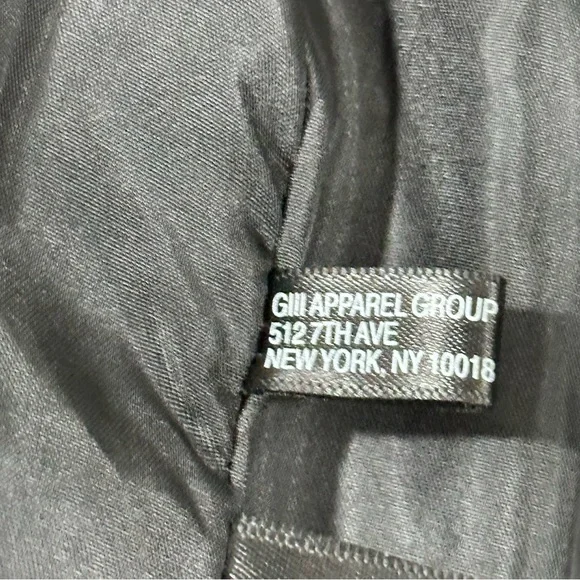 GIII APPAREL GROUP
512 7TH AVE
NEW YORK, NY 10018